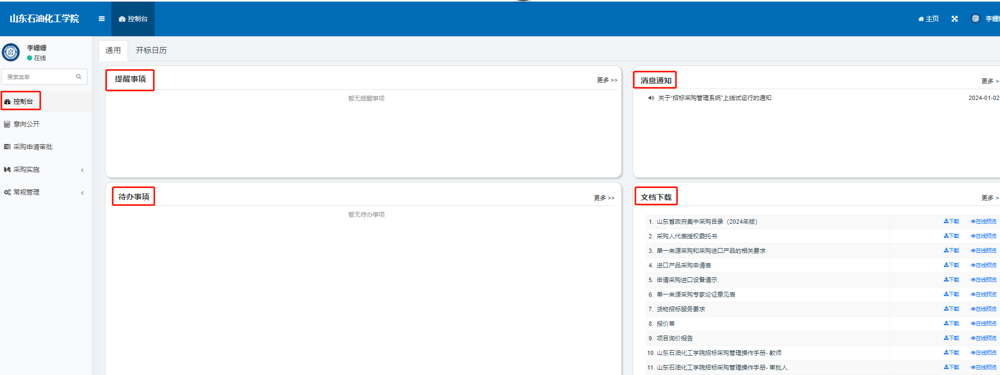 山东石油化工学院
控制台
主页
李姗
李姗姗
在线
搜索菜单
控制台
意向公开
采购申请审批
采购实施
常规管理
通用
开标日历
提醒事项
更多 >>
暂无提醒事项
消息通知
更多 >
关于“招标采购管理系统”上线试运行的通知
2024-01-02
待办事项
更多 >>
暂无待办事项
文档下载
更多 >
1. 山东省政府集中采购目录（2024年版） 下载 在线预览
2. 采购人代表授权委托书 下载 在线预览
3. 单一来源采购和采购进口产品的相关要求 下载 在线预览
4. 进口产品采购申请表 下载 在线预览
5. 申请采购进口设备请示 下载 在线预览
6. 单一来源采购专家论证意见表 下载 在线预览
7. 货物招标服务要求 下载 在线预览
8. 报价单 下载 在线预览
9. 项目询价报告 下载 在线预览
10. 山东石油化工学院招标采购管理操作手册- 教师 下载 在线预览
11. 山东石油化工学院招标采购管理操作手册- 审批人 下载 在线预览